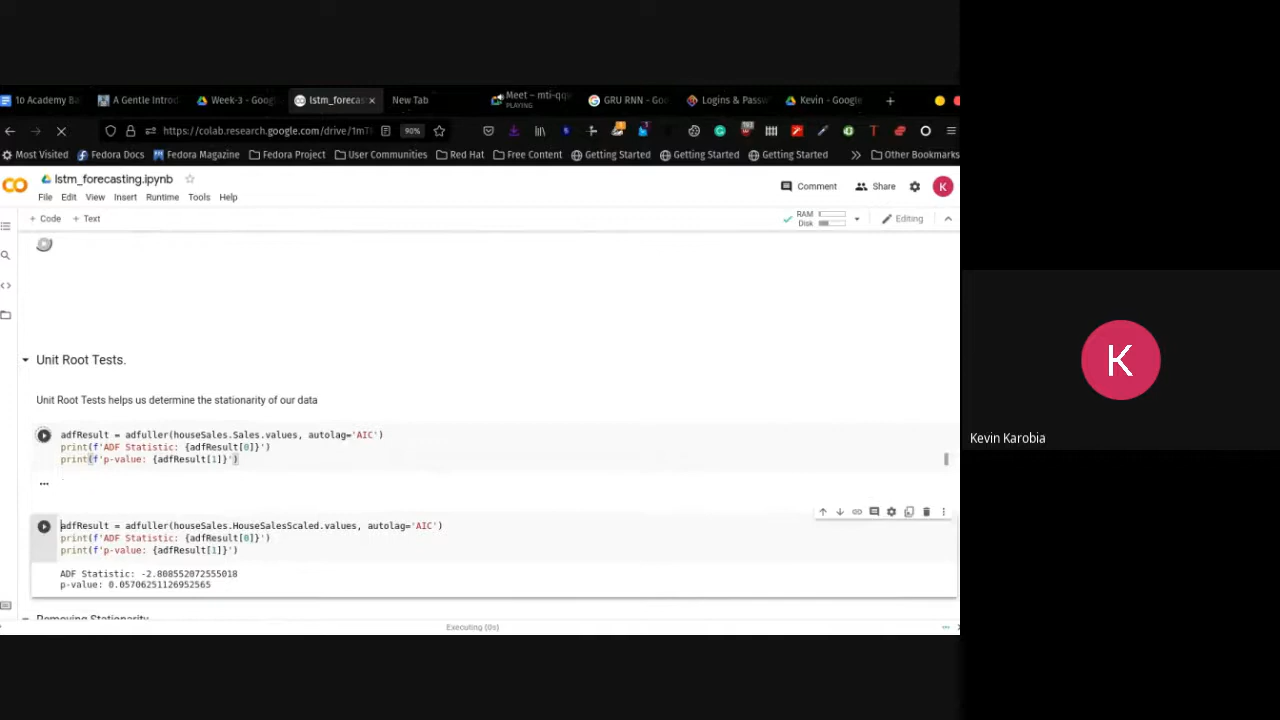 10 Academy Ba
A Gentle Introd
Week-3 - Goog
lstm_forecas
New Tab
Meet – mti-qqv
PLAYING
GRU RNN - Goo
Logins & Passw
Kevin - Google
https://colab.research.google.com/drive/1mT
90%
Most Visited
Fedora Docs
Fedora Magazine
Fedora Project
User Communities
Red Hat
Free Content
Getting Started
Getting Started
Getting Started
Other Bookmarks
lstm_forecasting.ipynb
Comment
Share
K
File Edit View Insert Runtime Tools Help
+ Code + Text
RAM
Disk
Editing
Unit Root Tests.
Unit Root Tests helps us determine the stationarity of our data
adfResult = adfuller(houseSales.Sales.values, autolag='AIC')
print(f'ADF Statistic: {adfResult[0]}')
print(f'p-value: {adfResult[1]}')
adfResult = adfuller(houseSales.HouseSalesScaled.values, autolag='AIC')
print(f'ADF Statistic: {adfResult[0]}')
print(f'p-value: {adfResult[1]}')
ADF Statistic: -2.808552072555018
p-value: 0.05706251126952565
Removing Stationarity
Executing (0s)
K
Kevin Karobia